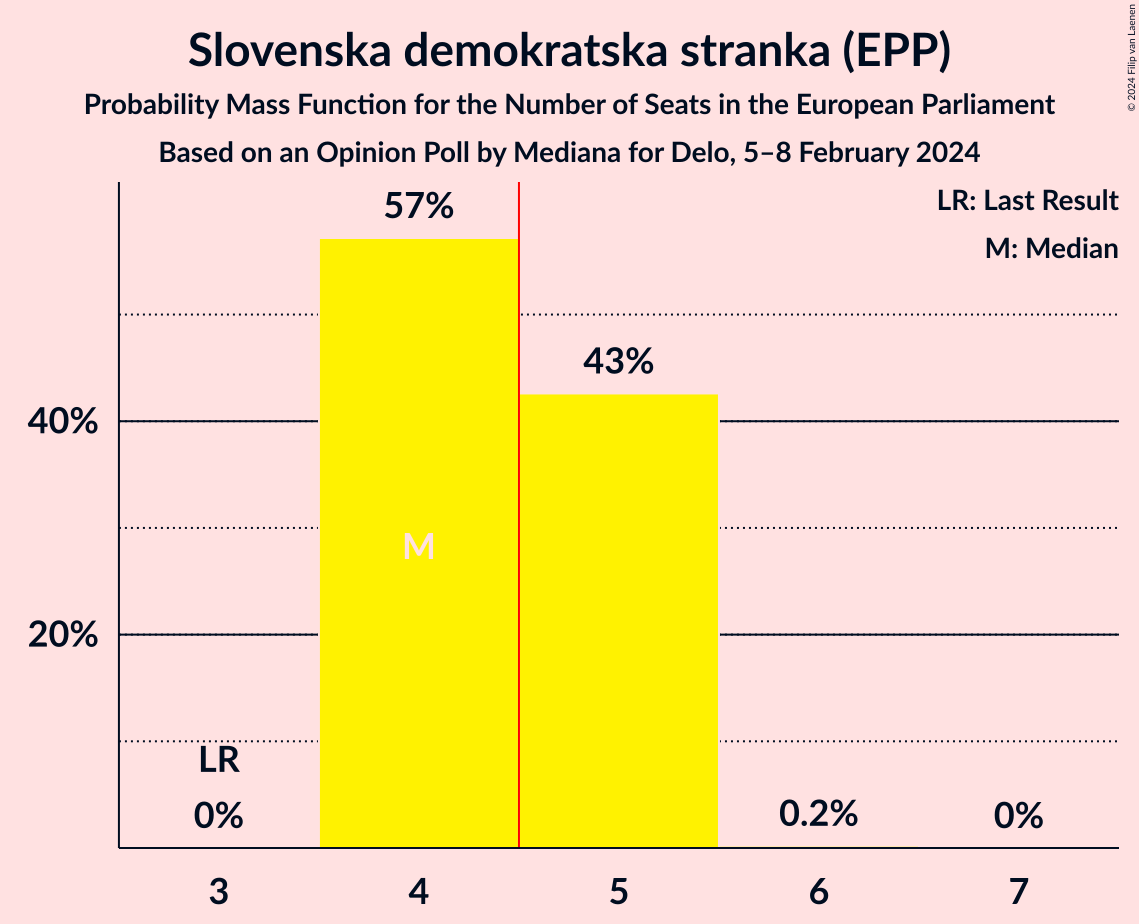 Slovenska demokratska stranka (EPP)
Probability Mass Function for the Number of Seats in the European Parliament
Based on an Opinion Poll by Mediana for Delo, 5–8 February 2024
© 2024 Filip van Laenen
LR: Last Result
M: Median
57%
43%
40%
M
20%
LR
0%
0.2%
0%
3
4
5
6
7